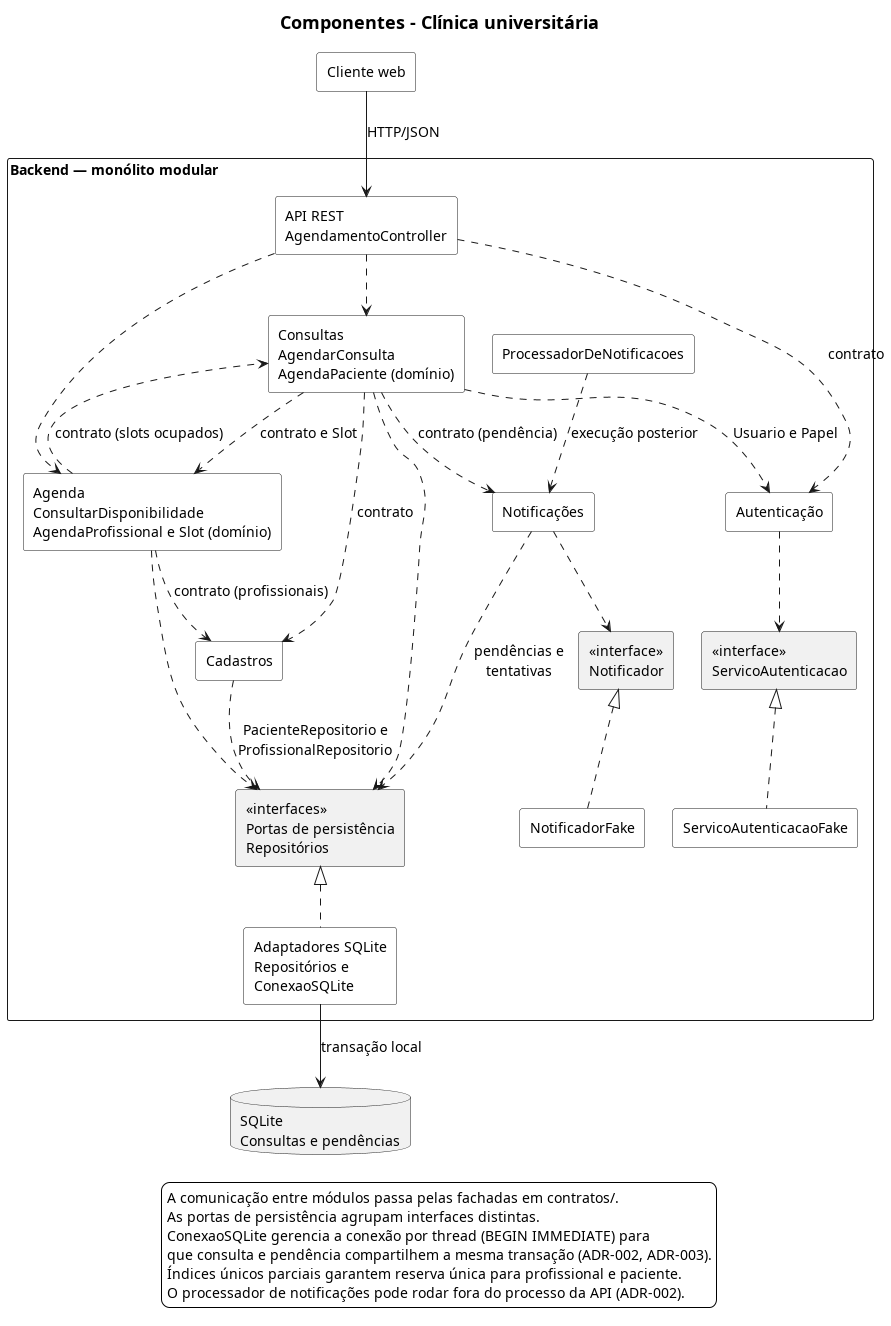 Componentes - Clínica universitária
Cliente web
HTTP/JSON
Backend — monólito modular
API REST
AgendamentoController
Consultas
AgendarConsulta
AgendaPaciente (domínio)
ProcessadorDeNotificacoes
contrato
contrato (slots ocupados)
contrato e Slot
contrato (pendência)
execução posterior
Usuario e Papel
Agenda
ConsultarDisponibilidade
AgendaProfissional e Slot (domínio)
contrato
Notificações
Autenticação
contrato (profissionais)
Cadastros
pendências e
tentativas
«interface»
Notificador
«interface»
ServicoAutenticacao
PacienteRepositorio e
ProfissionalRepositorio
«interfaces»
Portas de persistência
Repositórios
NotificadorFake
ServicoAutenticacaoFake
Adaptadores SQLite
Repositórios e
ConexaoSQLite
transação local
SQLite
Consultas e pendências
A comunicação entre módulos passa pelas fachadas em contratos/.
As portas de persistência agrupam interfaces distintas.
ConexaoSQLite gerencia a conexão por thread (BEGIN IMMEDIATE) para
que consulta e pendência compartilhem a mesma transação (ADR-002, ADR-003).
Índices únicos parciais garantem reserva única para profissional e paciente.
O processador de notificações pode rodar fora do processo da API (ADR-002).